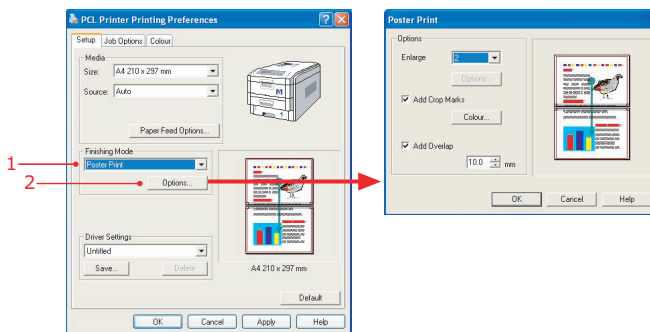 PCL Printer Printing Preferences
Setup
Job Options
Colour
Media
Size:
A4 210 x 297 mm
Source:
Auto
Paper Feed Options...
Finishing Mode
1
Poster Print
2
Options...
Driver Settings
Untitled
Save...
Delete
A4 210 x 297 mm
Default
OK
Cancel
Apply
Help
Poster Print
Options
Enlarge
2
Options...
Add Crop Marks
Colour...
Add Overlap
10.0
mm
OK
Cancel
Help